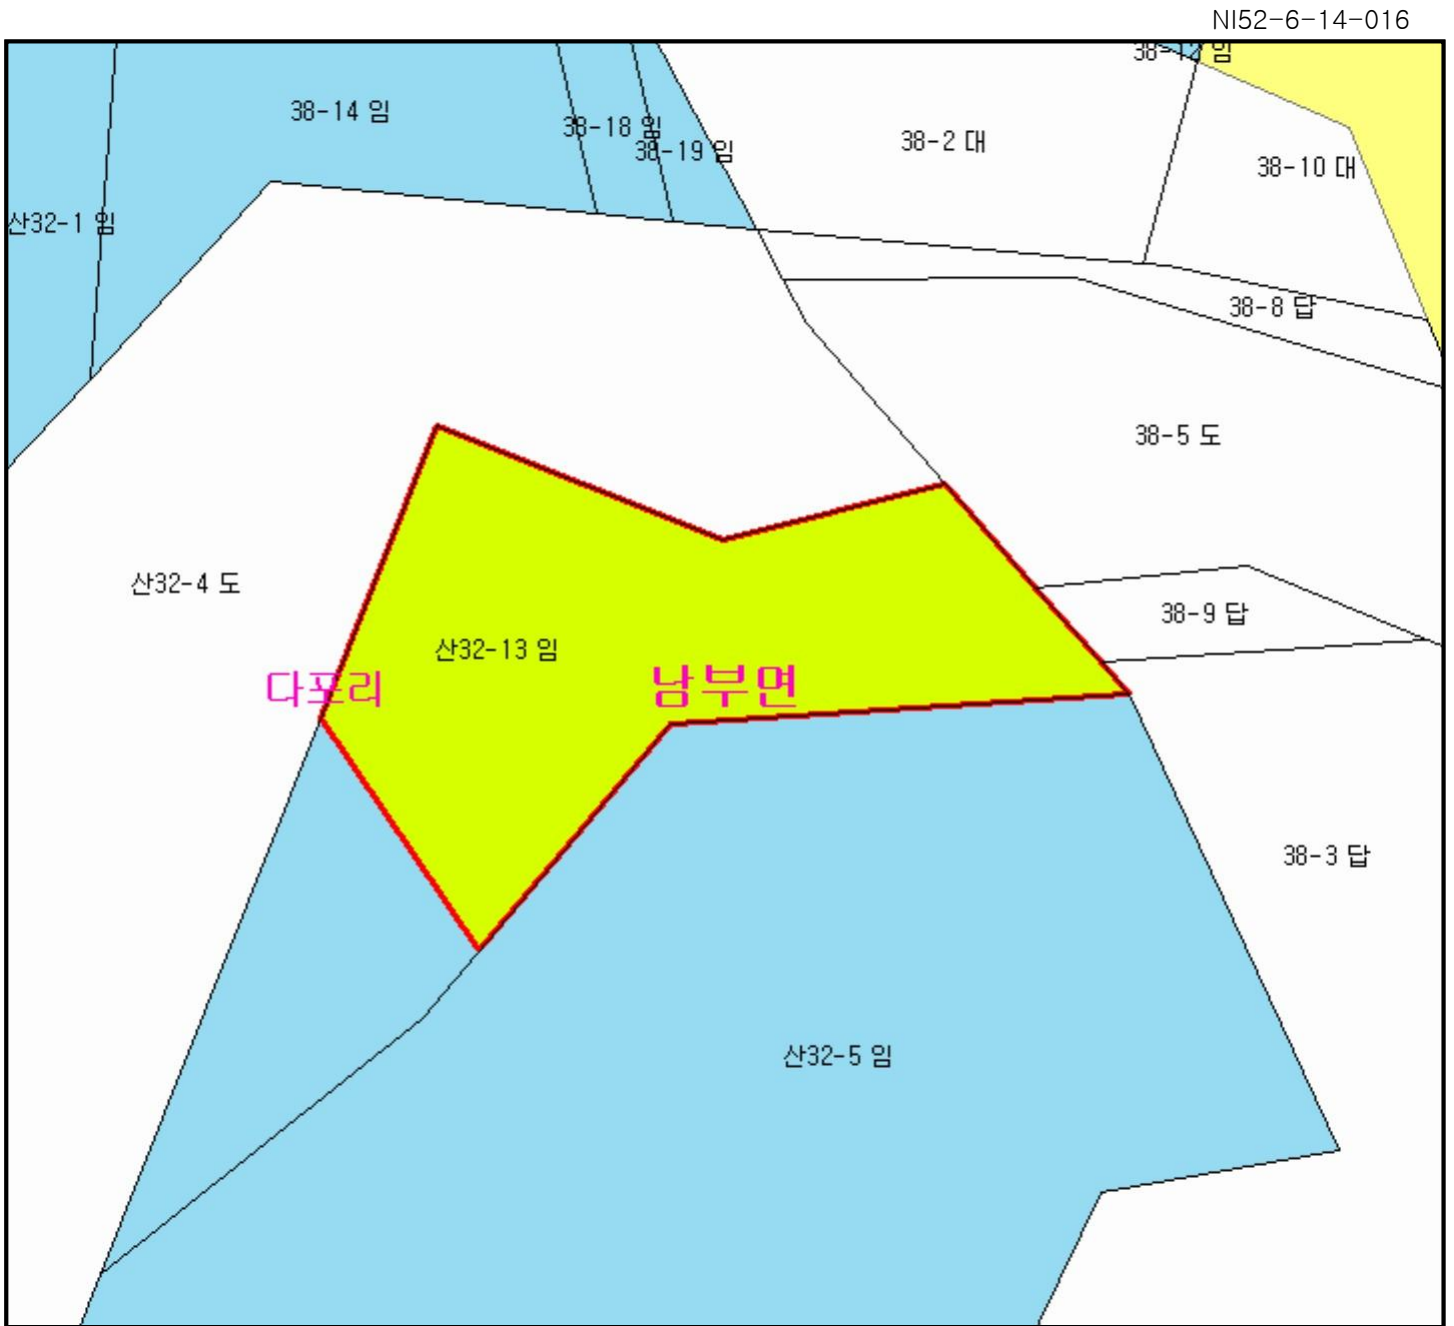 NI52-6-14-016
38-12 임
38-14 임
38-18 임
38-19 임
38-2 대
38-10 대
산32-1 임
38-8 답
38-5 도
산32-4 도
38-9 답
산32-13 임
다포리
남부면
38-3 답
산32-5 임